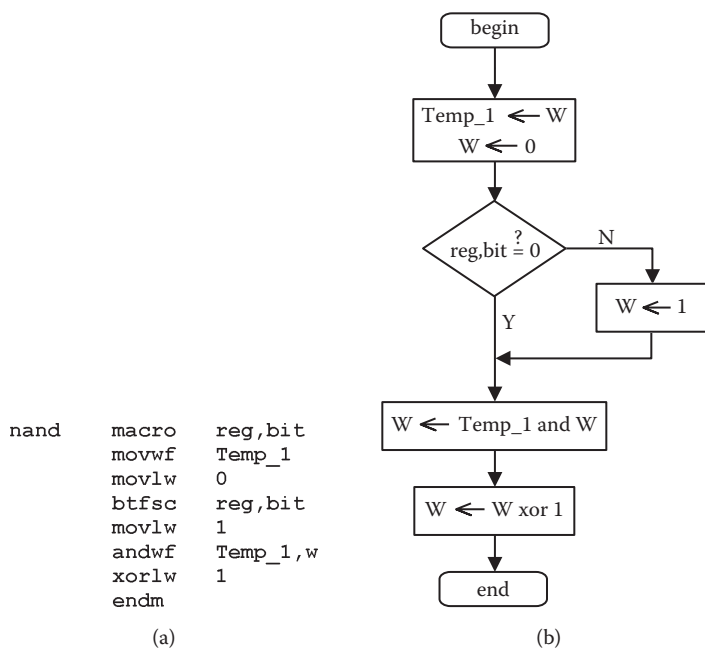 nand macro reg,bit
movwf Temp_1
movlw 0
btfsc reg,bit
movlw 1
andwf Temp_1,w
xorlw 1
endm
(a)
begin
Temp_1 ← W
W ← 0
reg,bit ≟ 0
N
W ← 1
Y
W ← Temp_1 and W
W ← W xor 1
end
(b)